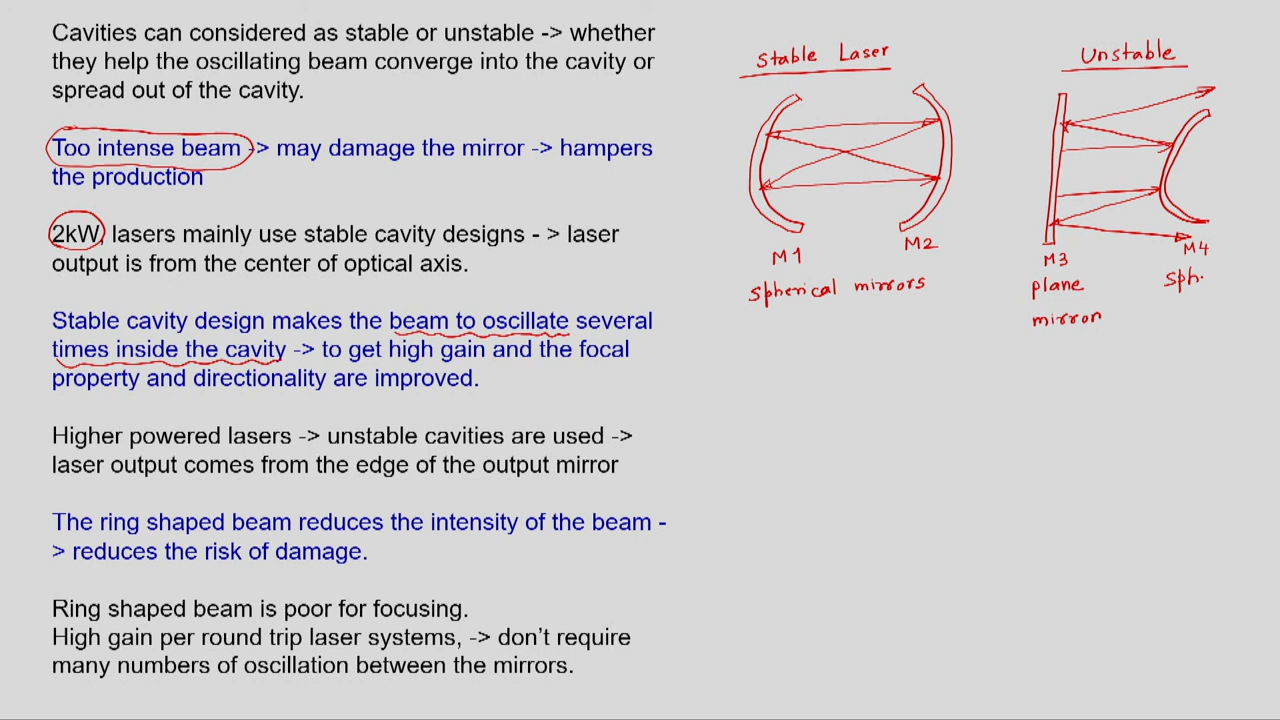 Cavities can considered as stable or unstable -> whether
they help the oscillating beam converge into the cavity or
spread out of the cavity.
Too intense beam -> may damage the mirror -> hampers
the production
2kW, lasers mainly use stable cavity designs - > laser
output is from the center of optical axis.
Stable cavity design makes the beam to oscillate several
times inside the cavity -> to get high gain and the focal
property and directionality are improved.
Higher powered lasers -> unstable cavities are used ->
laser output comes from the edge of the output mirror
The ring shaped beam reduces the intensity of the beam -
> reduces the risk of damage.
Ring shaped beam is poor for focusing.
High gain per round trip laser systems, -> don't require
many numbers of oscillation between the mirrors.
Stable Laser
M1
M2
Spherical mirrors
Unstable
M3
M4
plane
mirron
Sph.